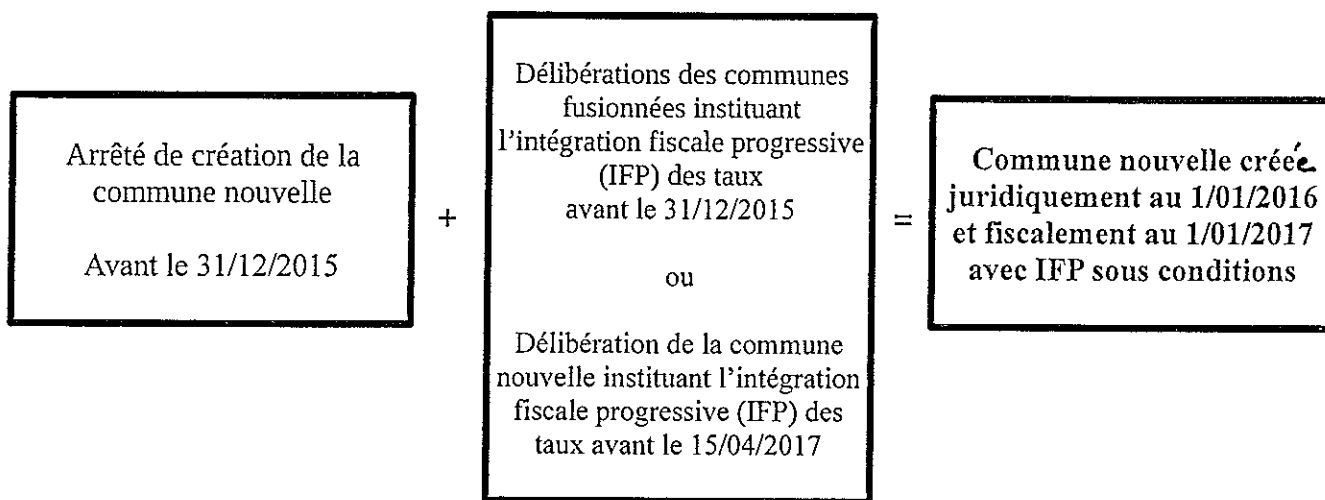 Arrêté de création de la
commune nouvelle
Avant le 31/12/2015
+
Délibérations des communes
fusionnées instituant
l'intégration fiscale progressive
(IFP) des taux
avant le 31/12/2015
ou
Délibération de la commune
nouvelle instituant l'intégration
fiscale progressive (IFP) des
taux avant le 15/04/2017
=
Commune nouvelle créée
juridiquement au 1/01/2016
et fiscalement au 1/01/2017
avec IFP sous conditions